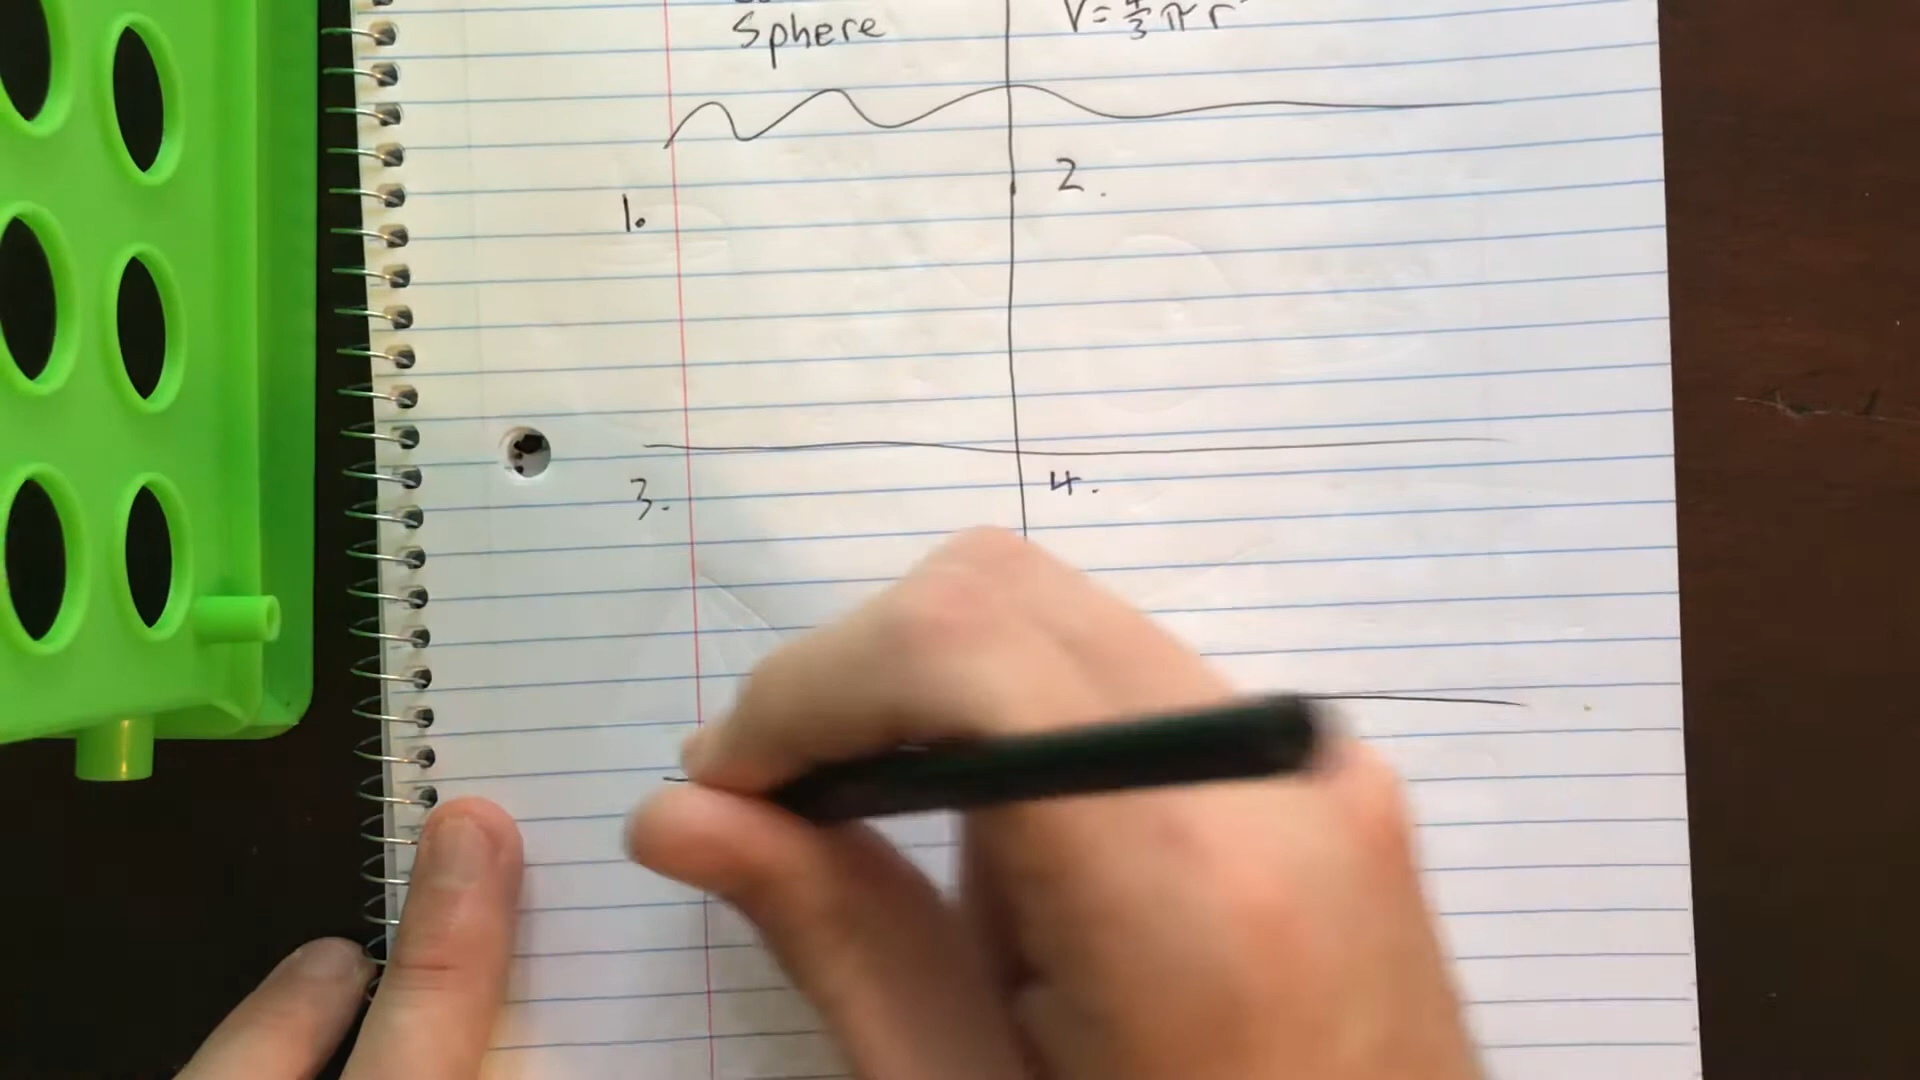 Sphere
V = 4/3 π r
1.
2.
3.
4.